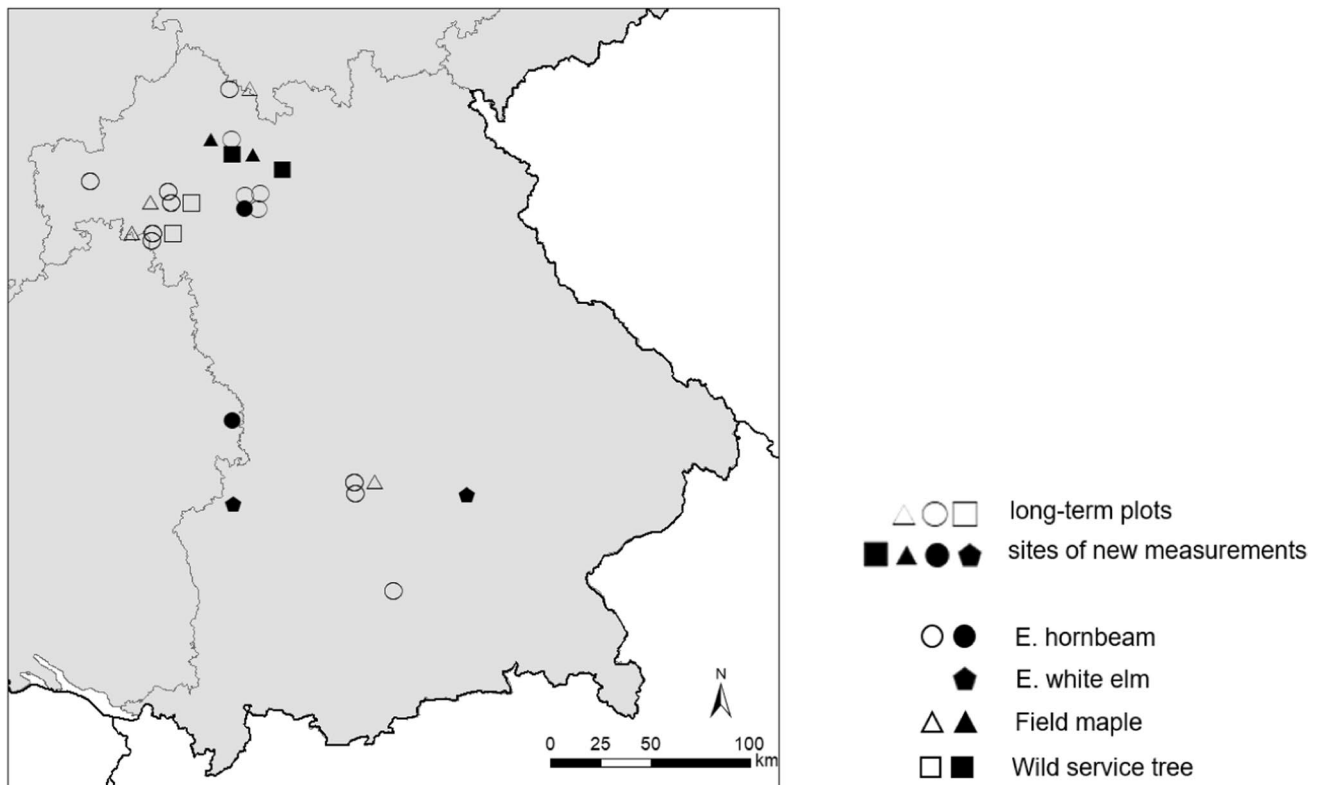 long-term plots
sites of new measurements
E. hornbeam
E. white elm
N
Field maple
0 25 50 100
km
Wild service tree